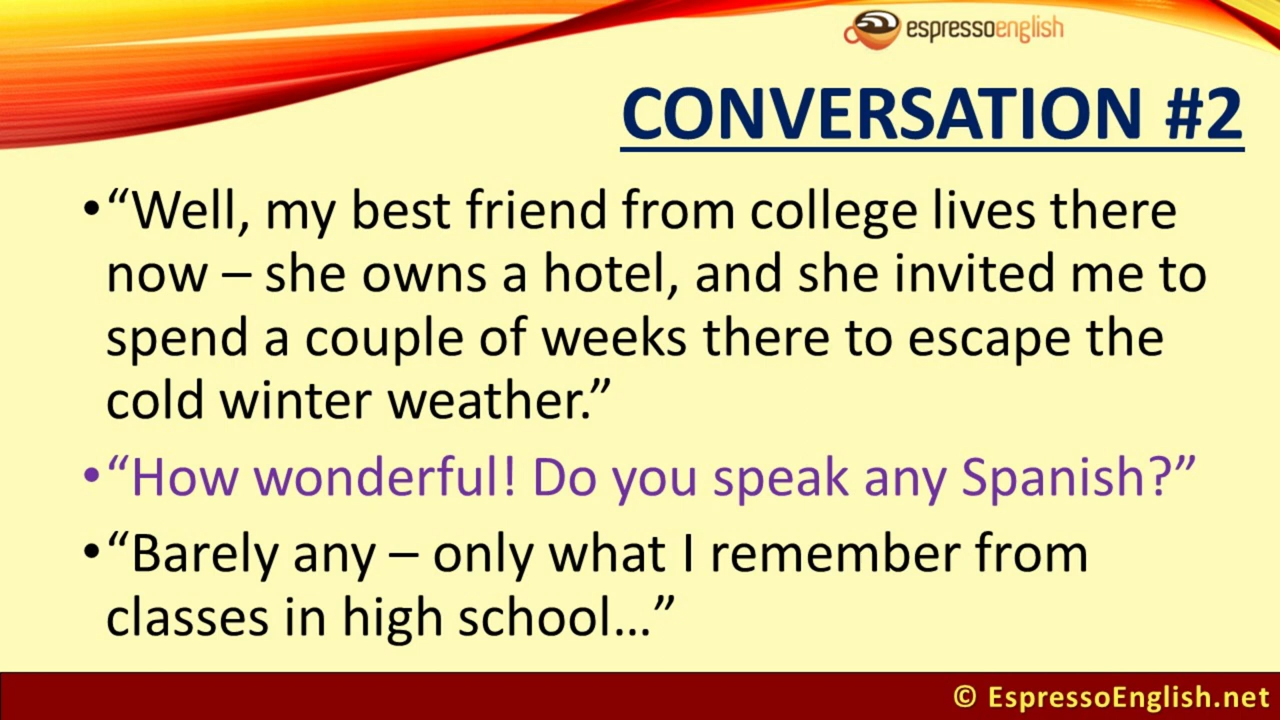 espressoenglish
CONVERSATION #2
•“Well, my best friend from college lives there
now – she owns a hotel, and she invited me to
spend a couple of weeks there to escape the
cold winter weather.”
•“How wonderful! Do you speak any Spanish?”
•“Barely any – only what I remember from
classes in high school…”
© EspressoEnglish.net